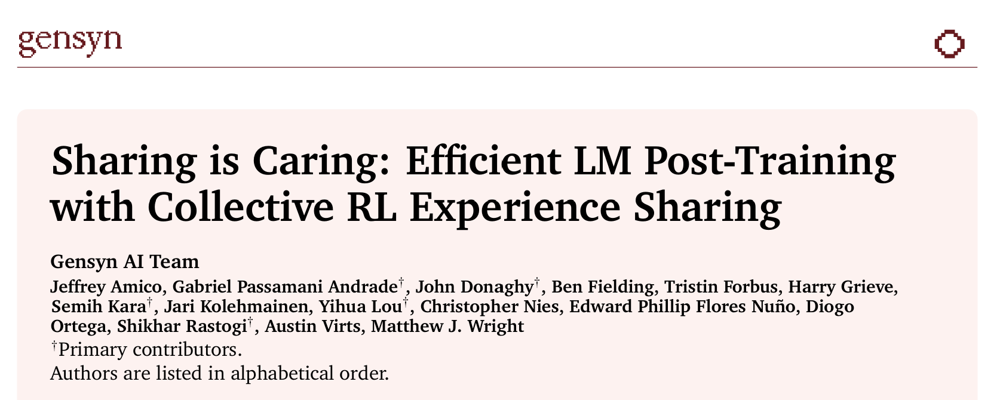 gensyn
Sharing is Caring: Efficient LM Post-Training
with Collective RL Experience Sharing
Gensyn AI Team
Jeffrey Amico, Gabriel Passamani Andrade†, John Donaghy†, Ben Fielding, Tristin Forbus, Harry Grieve,
Semih Kara†, Jari Kolehmainen, Yihua Lou†, Christopher Nies, Edward Phillip Flores Nuño, Diogo
Ortega, Shikhar Rastogi†, Austin Virts, Matthew J. Wright
†Primary contributors.
Authors are listed in alphabetical order.